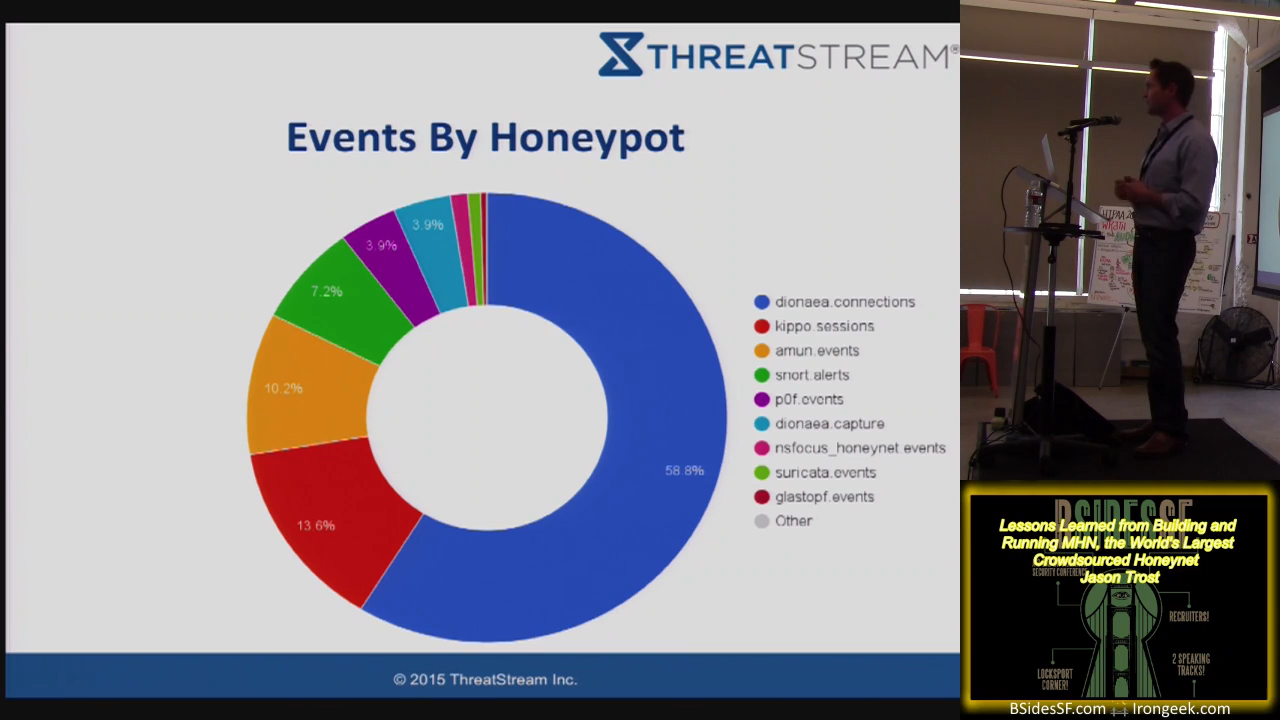 THREATSTREAM®
Events By Honeypot
3.9%
3.9%
7.2%
10.2%
13.6%
58.8%
dionaea.connections
kippo.sessions
amun.events
snort.alerts
p0f.events
dionaea.capture
nsfocus_honeynet.events
suricata.events
glastopf.events
Other
© 2015 ThreatStream Inc.
HIPAA
BSIDESSF
Lessons Learned from Building and
Running MHN, the World's Largest
Crowdsourced Honeynet
Jason Trost
SECURITY CONFERENCE
RECRUITERS!
LOCKSPORT
CORNER!
2 SPEAKING
TRACKS!
BSidesSF.com
Irongeek.com